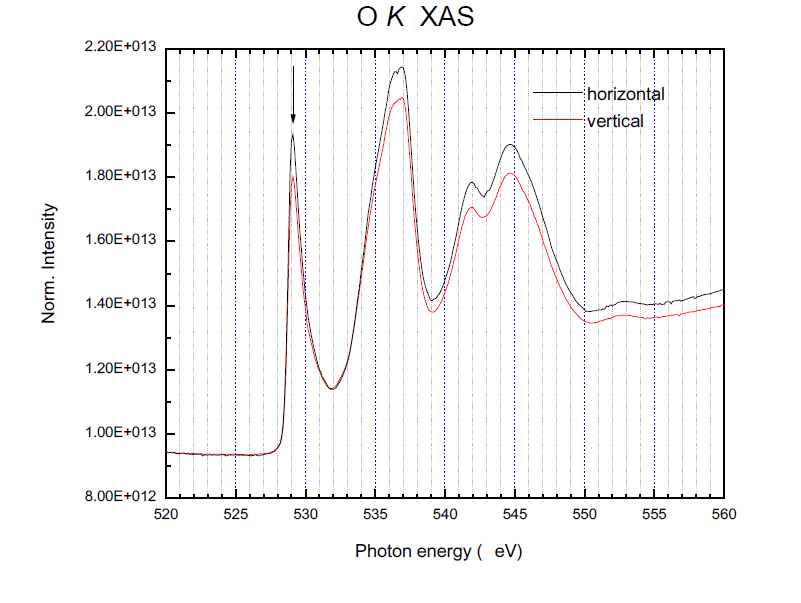 O K XAS
2.20E+013
2.00E+013
1.80E+013
1.60E+013
1.40E+013
1.20E+013
1.00E+013
8.00E+012
Norm. Intensity
horizontal
vertical
520 525 530 535 540 545 550 555 560
Photon energy ( eV)